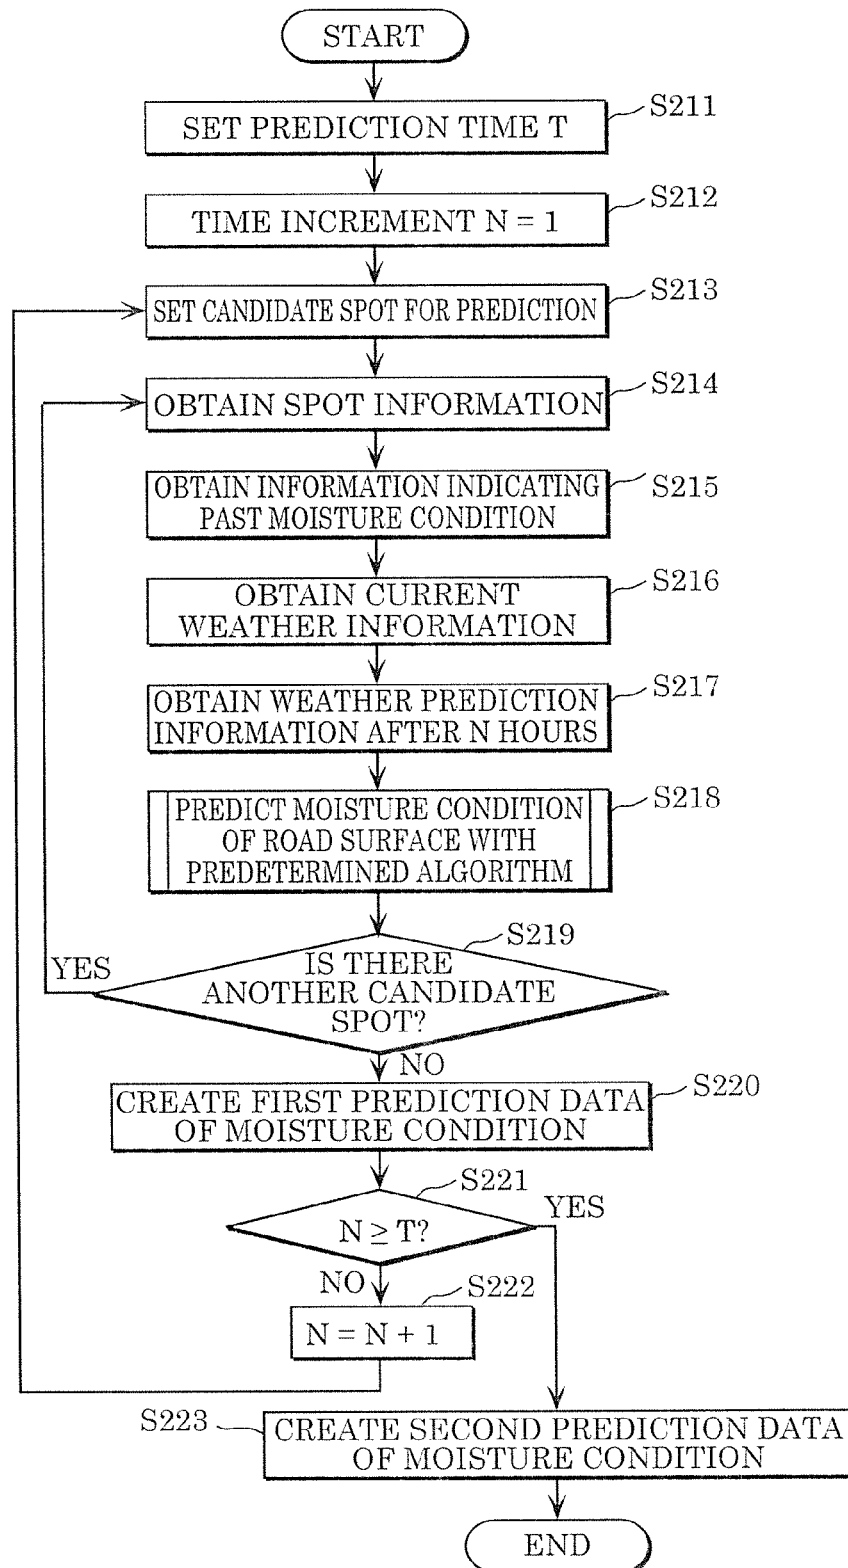 START
SET PREDICTION TIME T
S211
TIME INCREMENT N = 1
S212
SET CANDIDATE SPOT FOR PREDICTION
S213
OBTAIN SPOT INFORMATION
S214
OBTAIN INFORMATION INDICATING
PAST MOISTURE CONDITION
S215
OBTAIN CURRENT
WEATHER INFORMATION
S216
OBTAIN WEATHER PREDICTION
INFORMATION AFTER N HOURS
S217
PREDICT MOISTURE CONDITION
OF ROAD SURFACE WITH
PREDETERMINED ALGORITHM
S218
S219
YES
IS THERE
ANOTHER CANDIDATE
SPOT?
NO
CREATE FIRST PREDICTION DATA
OF MOISTURE CONDITION
S220
S221
N ≥ T?
YES
NO
S222
N = N + 1
S223
CREATE SECOND PREDICTION DATA
OF MOISTURE CONDITION
END